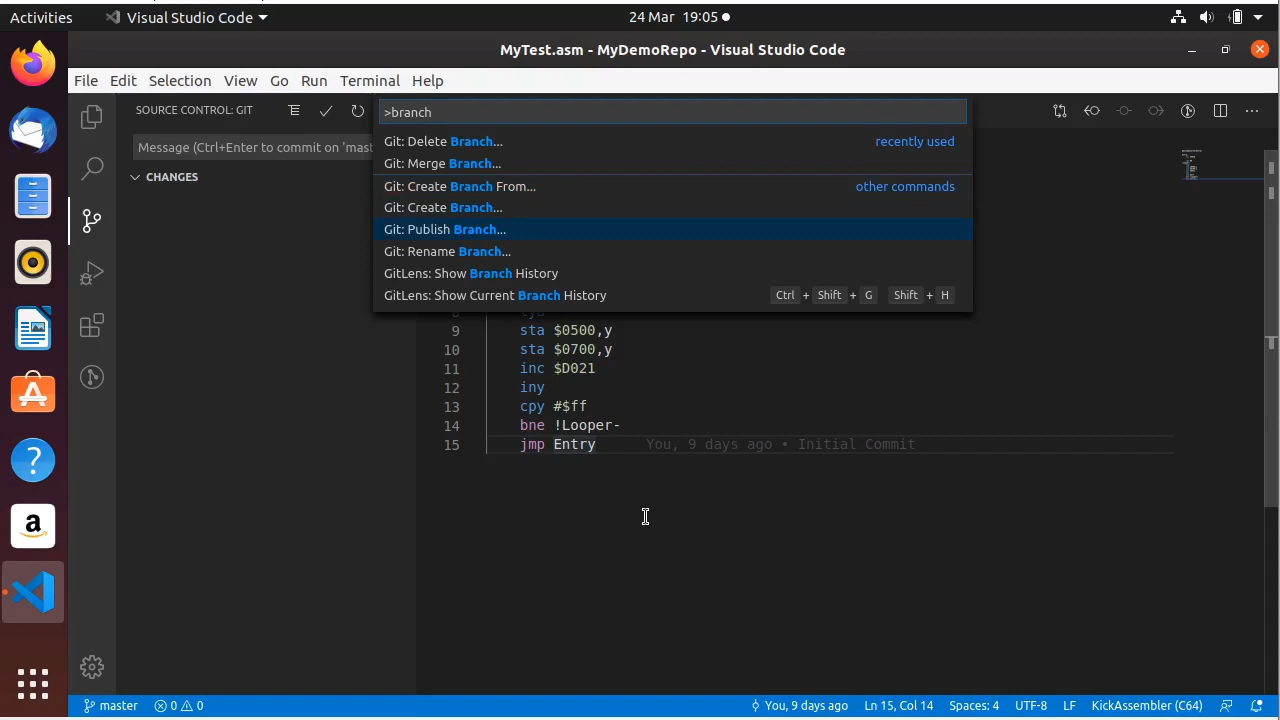 Activities Visual Studio Code 24 Mar 19:05
MyTest.asm - MyDemoRepo - Visual Studio Code
File Edit Selection View Go Run Terminal Help
SOURCE CONTROL: GIT
>branch
Message (Ctrl+Enter to commit on 'mast
Git: Delete Branch... recently used
Git: Merge Branch...
CHANGES
Git: Create Branch From... other commands
Git: Create Branch...
Git: Publish Branch...
Git: Rename Branch...
GitLens: Show Branch History
GitLens: Show Current Branch History Ctrl + Shift + G Shift + H
9 sta $0500,y
10 sta $0700,y
11 inc $D021
12 iny
13 cpy #$ff
14 bne !Looper-
15 jmp Entry You, 9 days ago • Initial Commit
master 0 0 You, 9 days ago Ln 15, Col 14 Spaces: 4 UTF-8 LF KickAssembler (C64)